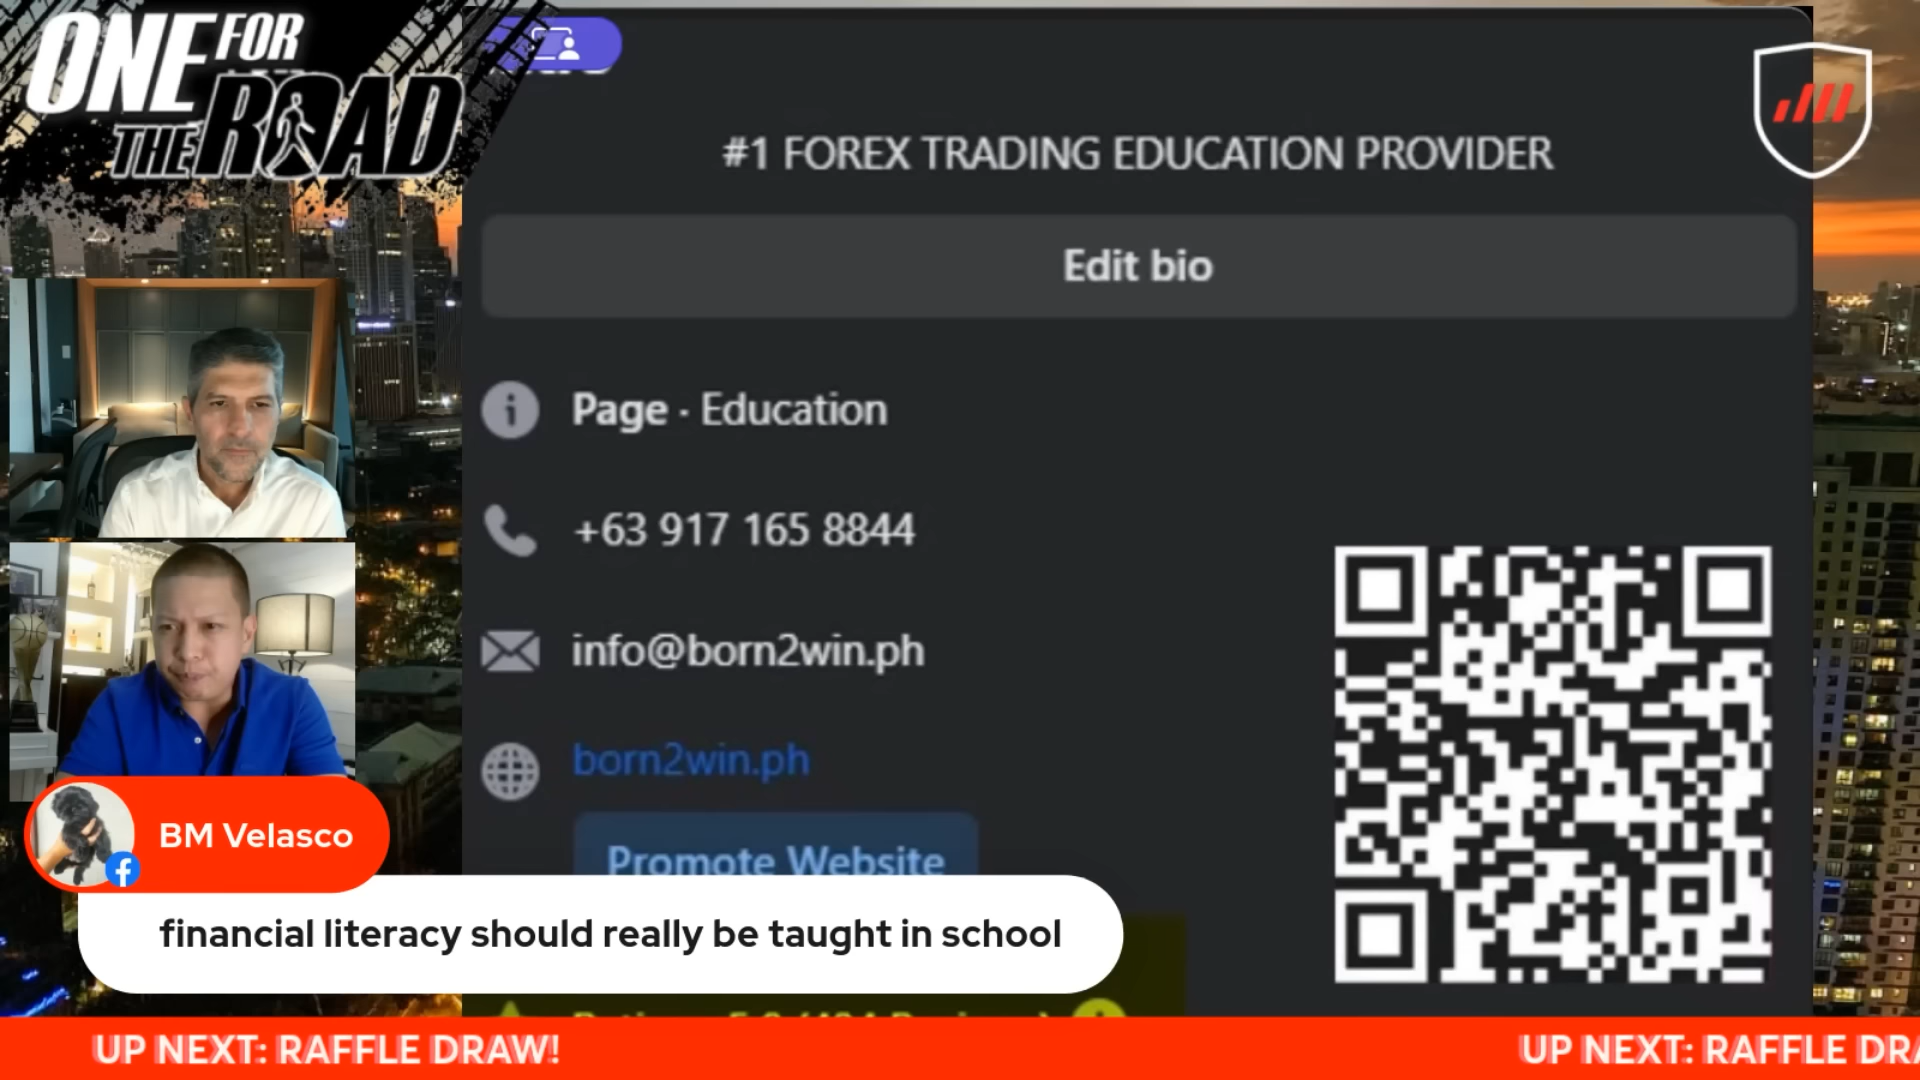 ONE FOR
THE ROAD
#1 FOREX TRADING EDUCATION PROVIDER
Edit bio
Page · Education
+63 917 165 8844
info@born2win.ph
born2win.ph
Promote Website
BM Velasco
financial literacy should really be taught in school
UP NEXT: RAFFLE DRAW!
UP NEXT: RAFFLE DRA